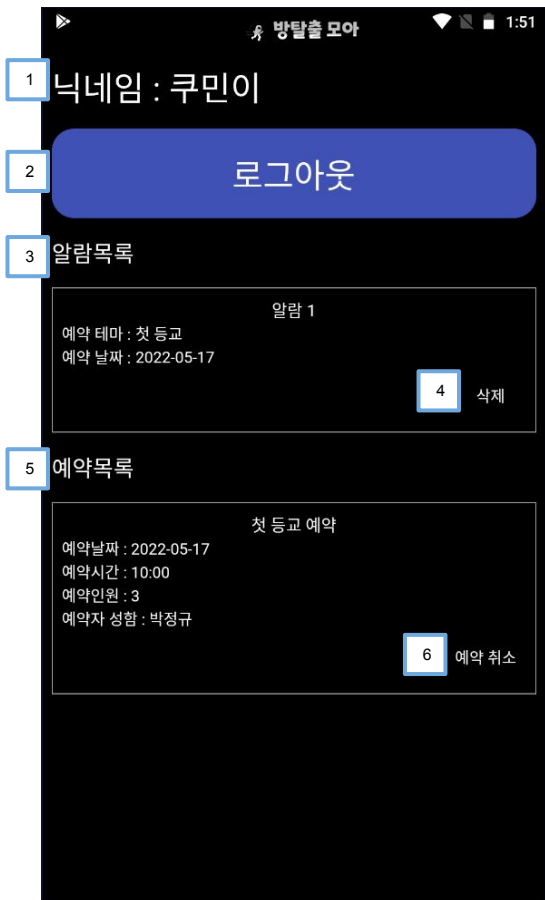 방탈출 모아
1:51
1
닉네임 : 쿠민이
2
로그아웃
3
알람목록
알람 1
예약 테마 : 첫 등교
예약 날짜 : 2022-05-17
4
삭제
5
예약목록
첫 등교 예약
예약날짜 : 2022-05-17
예약시간 : 10:00
예약인원 : 3
예약자 성함 : 박정규
6
예약 취소